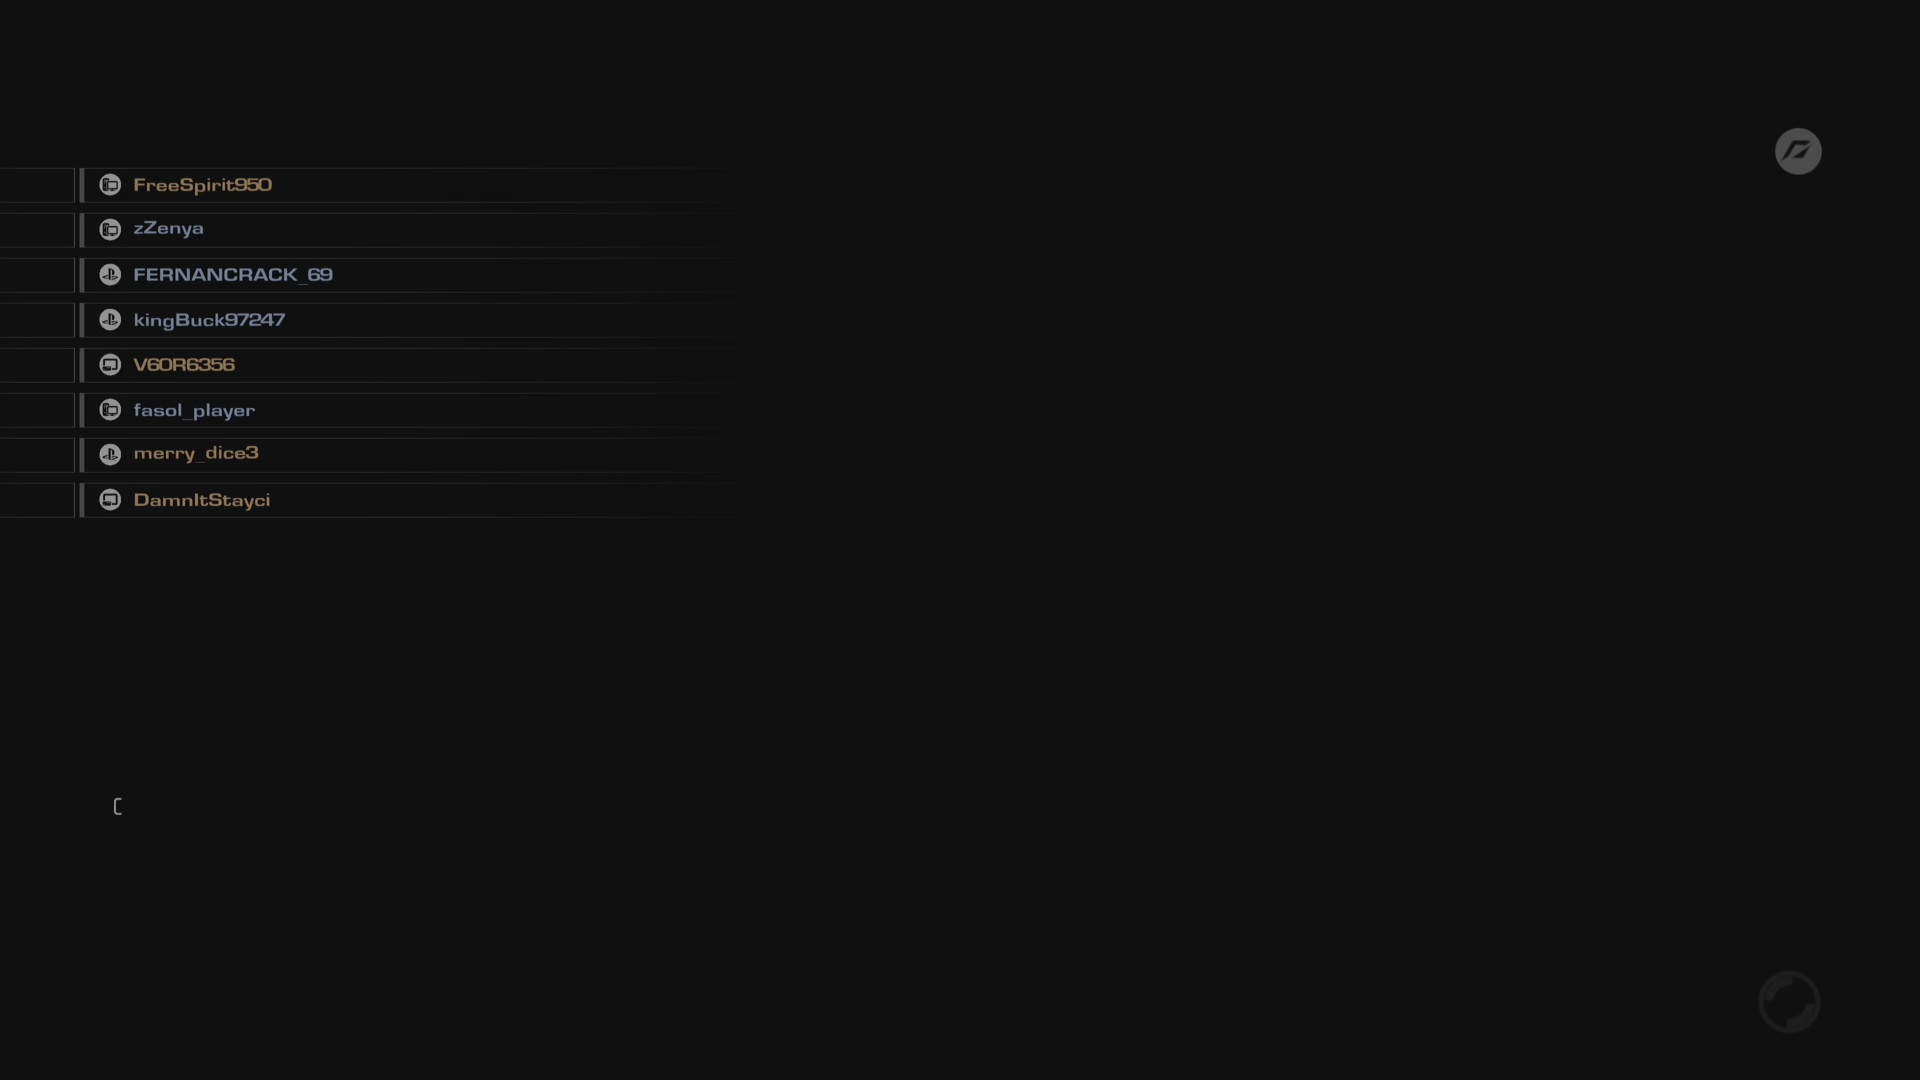 FreeSpirit950
zZenya
FERNANCRACK_69
kingBuck97247
V60R6356
fasol_player
merry_dice3
DamnItStayci
[